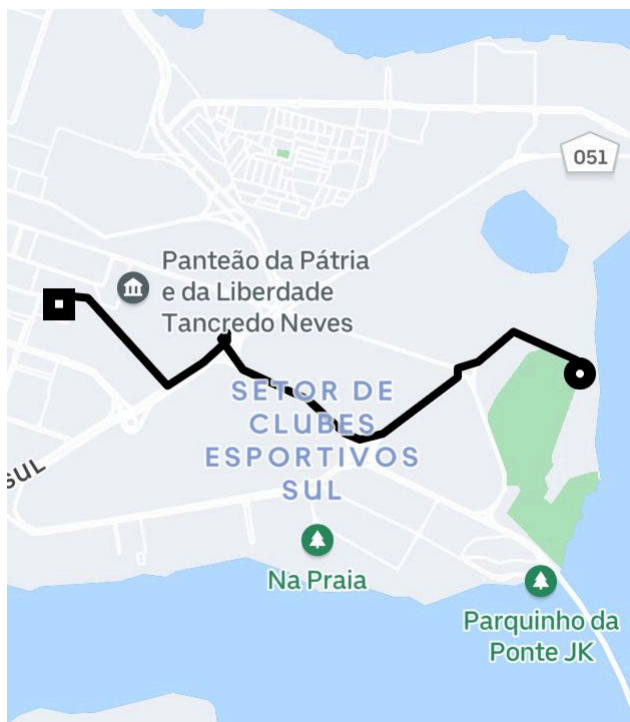 051
Panteão da Pátria
e da Liberdade
Tancredo Neves
SETOR DE
CLUBES
ESPORTIVOS
SUL
SUL
Na Praia
Parquinho da
Ponte JK